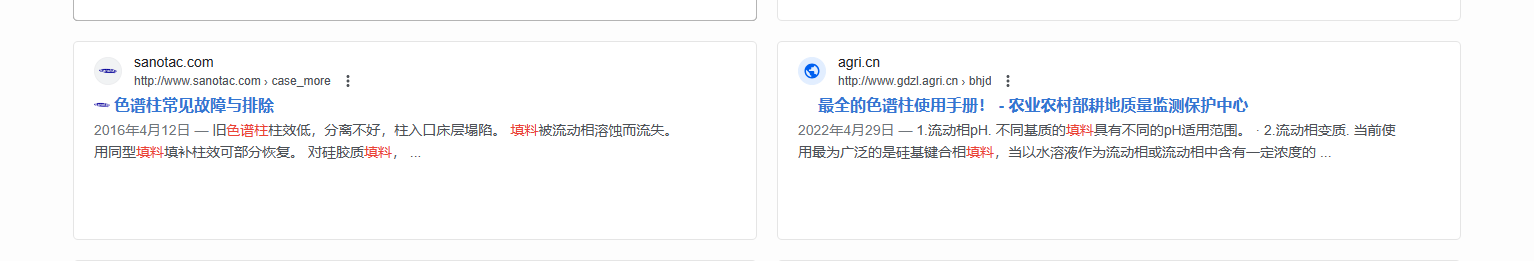 sanotac.com
http://www.sanotac.com › case_more
色谱柱常见故障与排除
2016年4月12日 — 旧色谱柱柱效低，分离不好，柱入口床层塌陷。 填料被流动相溶蚀而流失。
用同型填料填补柱效可部分恢复。 对硅胶质填料， ...
agri.cn
http://www.gdzl.agri.cn › bhjd
最全的色谱柱使用手册！ - 农业农村部耕地质量监测保护中心
2022年4月29日 — 1.流动相pH. 不同基质的填料具有不同的pH适用范围。 · 2.流动相变质. 当前使
用最为广泛的是硅基键合相填料，当以水溶液作为流动相或流动相中含有一定浓度的 ...